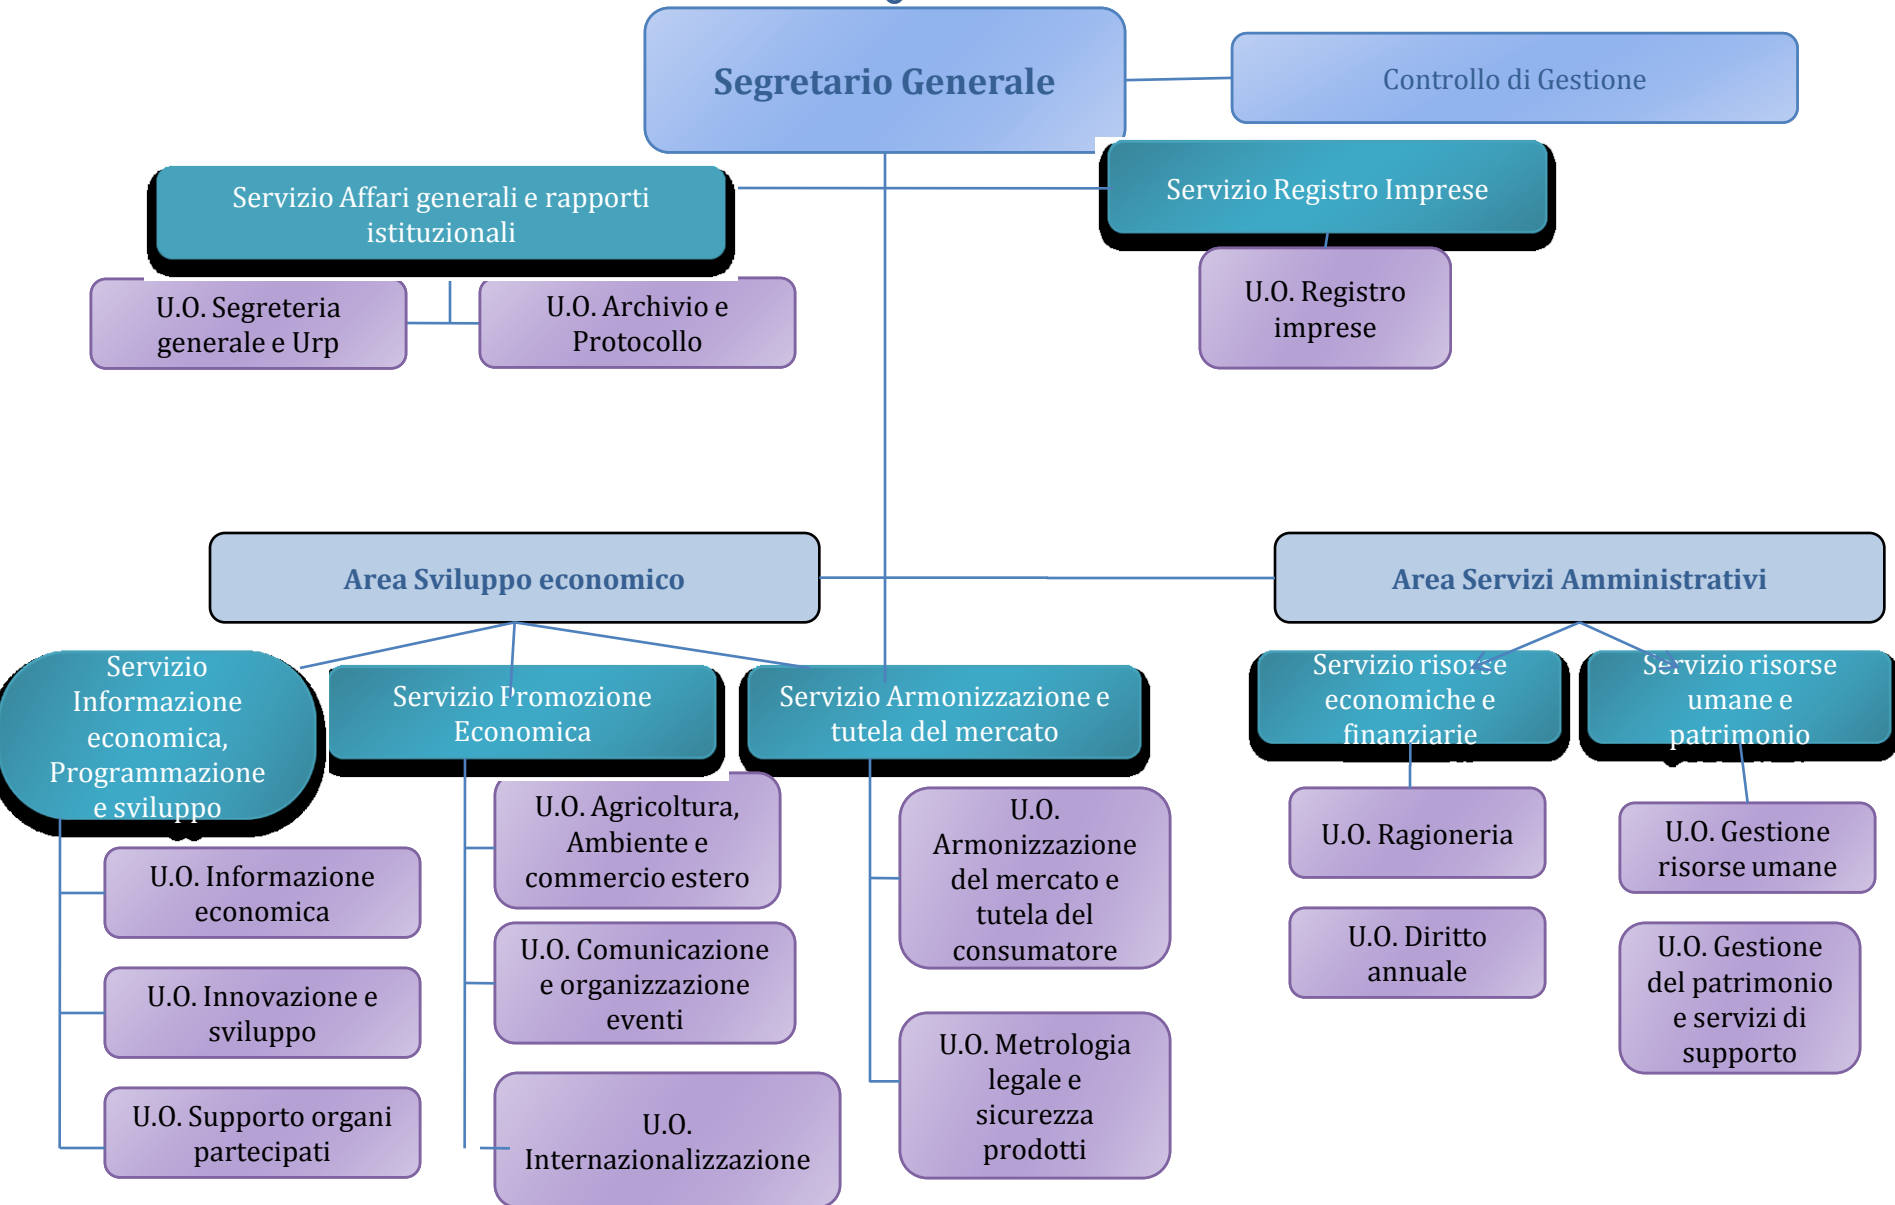 Segretario Generale
Controllo di Gestione
Servizio Affari generali e rapporti
istituzionali
Servizio Registro Imprese
U.O. Segreteria
generale e Urp
U.O. Archivio e
Protocollo
U.O. Registro
imprese
Area Sviluppo economico
Area Servizi Amministrativi
Servizio
Informazione
economica,
Programmazione
e sviluppo
Servizio Promozione
Economica
Servizio Armonizzazione e
tutela del mercato
Servizio risorse
economiche e
finanziarie
Servizio risorse
umane e
patrimonio
U.O. Informazione
economica
U.O. Innovazione e
sviluppo
U.O. Supporto organi
partecipati
U.O. Agricoltura,
Ambiente e
commercio estero
U.O. Comunicazione
e organizzazione
eventi
U.O.
Internazionalizzazione
U.O.
Armonizzazione
del mercato e
tutela del
consumatore
U.O. Metrologia
legale e
sicurezza
prodotti
U.O. Ragioneria
U.O. Diritto
annuale
U.O. Gestione
risorse umane
U.O. Gestione
del patrimonio
e servizi di
supporto